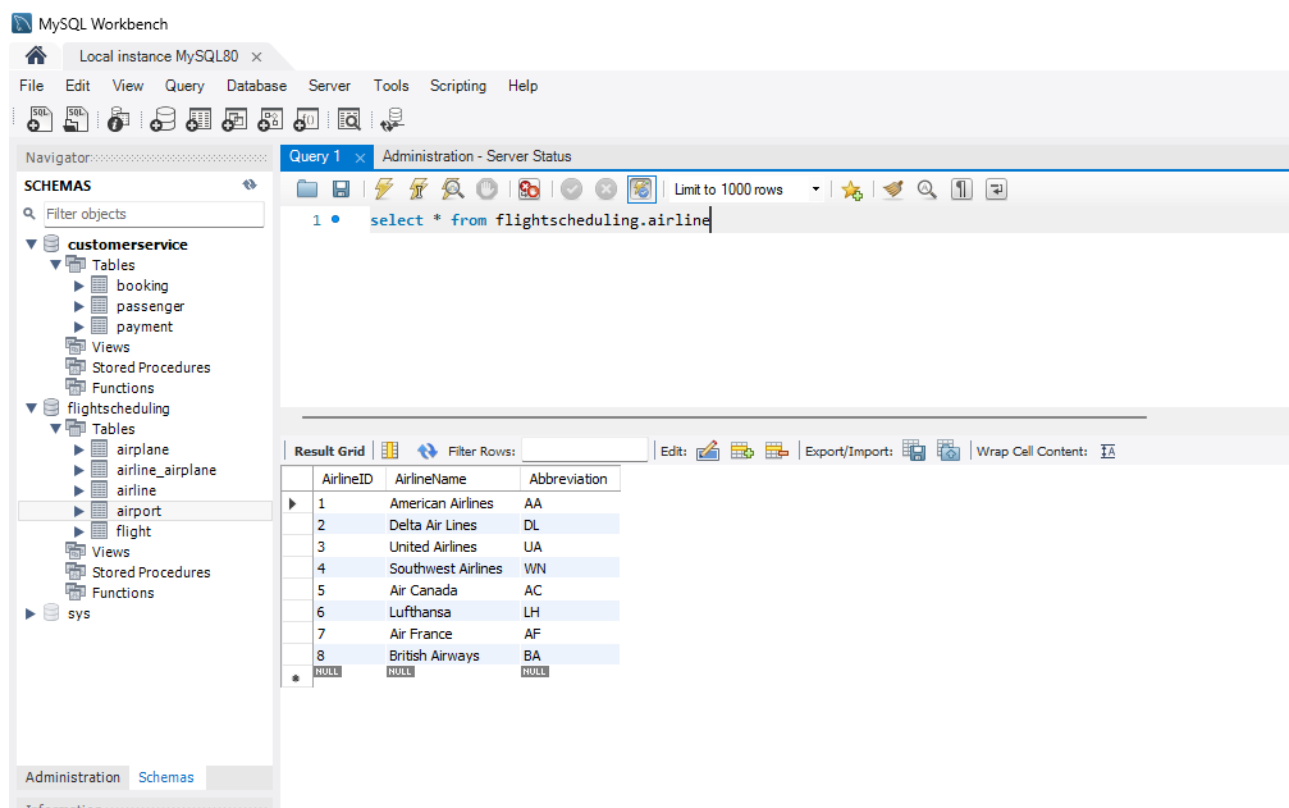 MySQL Workbench
Local instance MySQL80 ×
File Edit View Query Database Server Tools Scripting Help
Navigator
SCHEMAS
Filter objects
customerservice
Tables
booking
passenger
payment
Views
Stored Procedures
Functions
flightscheduling
Tables
airplane
airline_airplane
airline
airport
flight
Views
Stored Procedures
Functions
sys
Administration Schemas
Information
Query 1 × Administration - Server Status
Limit to 1000 rows
1 select * from flightscheduling.airline
Result Grid Filter Rows: Edit: Export/Import: Wrap Cell Content:
AirlineID AirlineName Abbreviation
1 American Airlines AA
2 Delta Air Lines DL
3 United Airlines UA
4 Southwest Airlines WN
5 Air Canada AC
6 Lufthansa LH
7 Air France AF
8 British Airways BA
NULL NULL NULL